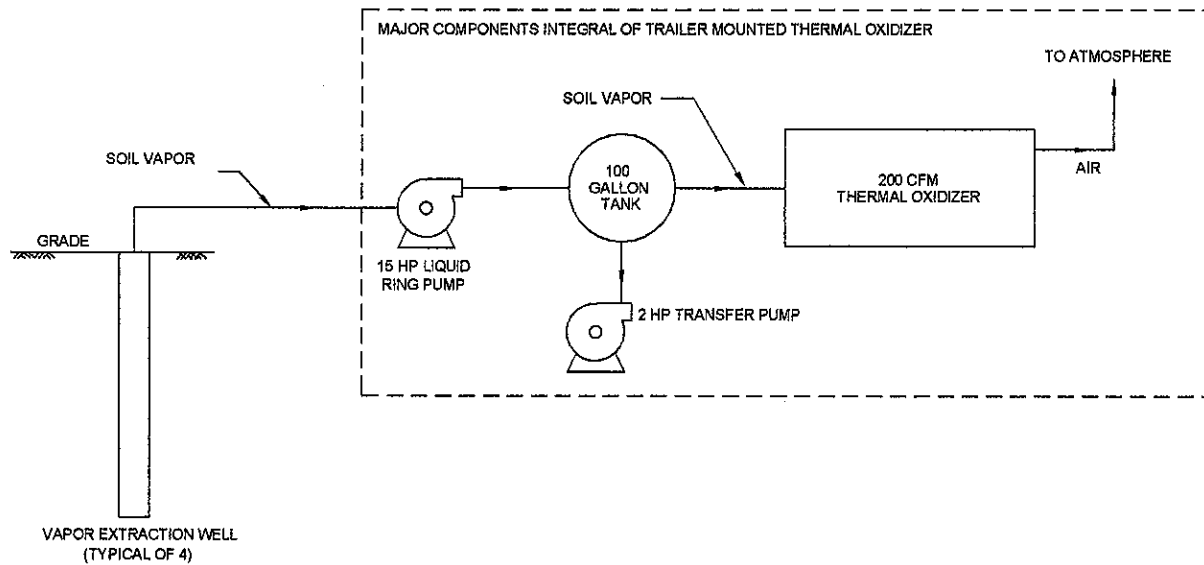 MAJOR COMPONENTS INTEGRAL OF TRAILER MOUNTED THERMAL OXIDIZER
TO ATMOSPHERE
SOIL VAPOR
SOIL VAPOR
100
GALLON
TANK
200 CFM
THERMAL OXIDIZER
AIR
GRADE
15 HP LIQUID
RING PUMP
2 HP TRANSFER PUMP
VAPOR EXTRACTION WELL
(TYPICAL OF 4)